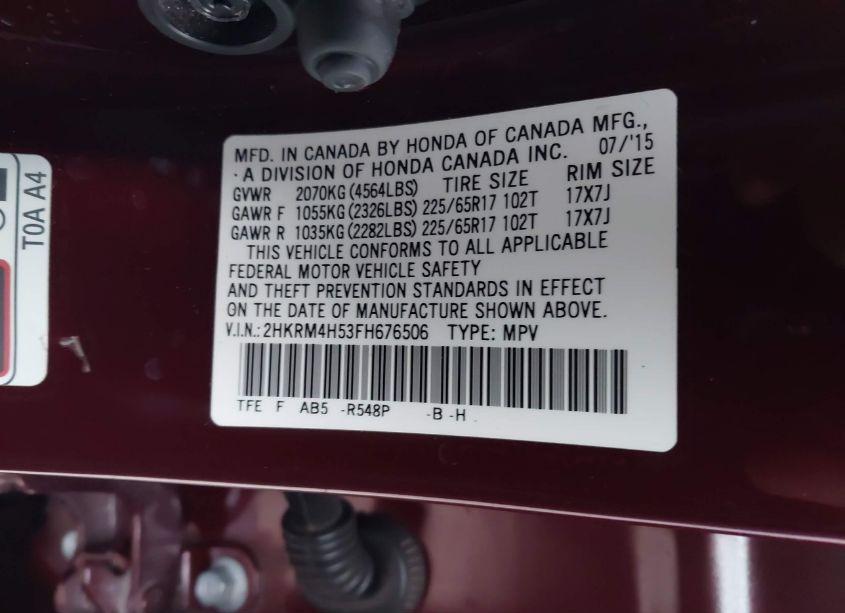 MFD. IN CANADA BY HONDA OF CANADA MFG.,
·A DIVISION OF HONDA CANADA INC. 07/'15
GVWR 2070KG(4564LBS) TIRE SIZE RIM SIZE
GAWR F 1055KG(2326LBS) 225/65R17 102T 17X7J
GAWR R 1035KG(2282LBS) 225/65R17 102T 17X7J
THIS VEHICLE CONFORMS TO ALL APPLICABLE
FEDERAL MOTOR VEHICLE SAFETY
AND THEFT PREVENTION STANDARDS IN EFFECT
ON THE DATE OF MANUFACTURE SHOWN ABOVE.
V.I.N.: 2HKRM4H53FH676506 TYPE: MPV
TFE F AB5 -R548P -B -H
T0A A4